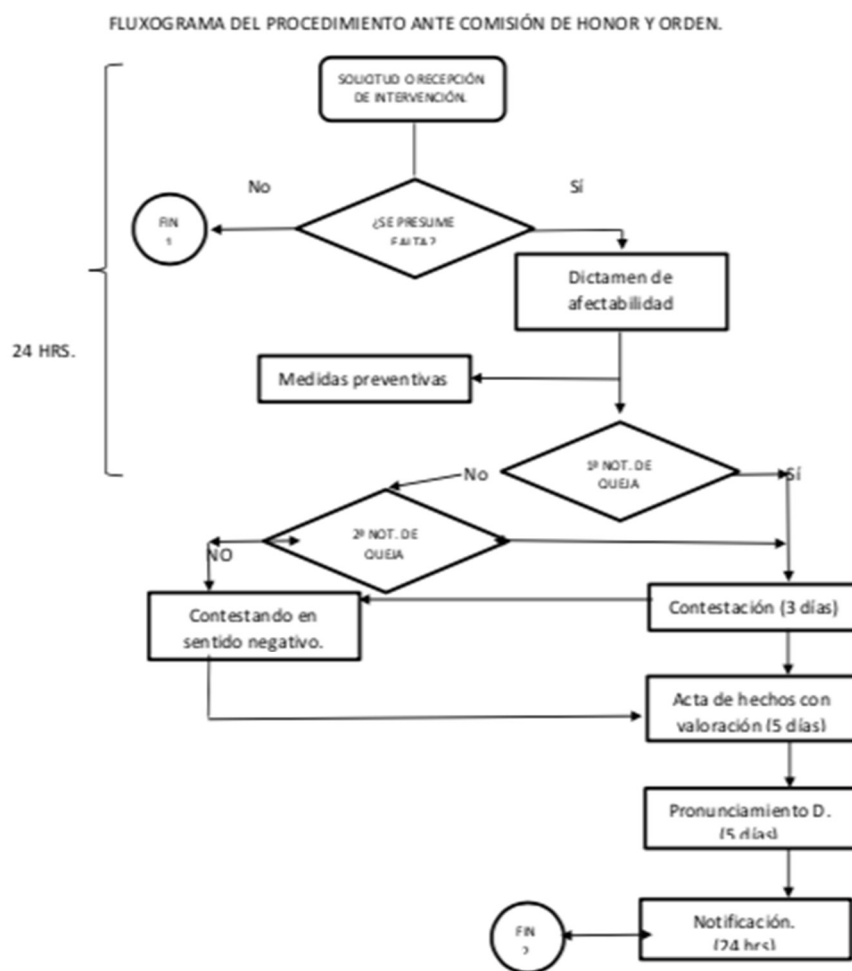 FLUXOGRAMA DEL PROCEDIMIENTO ANTE COMISIÓN DE HONOR Y ORDEN.
SOLICITUD O RECEPCIÓN
DE INTERVENCIÓN.
No
Sí
FIN
1
¿SE PRESUME
FALTA?
Dictamen de
afectabilidad
24 HRS.
Medidas preventivas
1ª NOT. DE
QUEJA
No
Sí
2ª NOT. DE
QUEJA
NO
Contestando en
sentido negativo.
Contestación (3 días)
Acta de hechos con
valoración (5 días)
Pronunciamiento D.
(5 días)
Notificación.
(24 hrs)
FIN
2